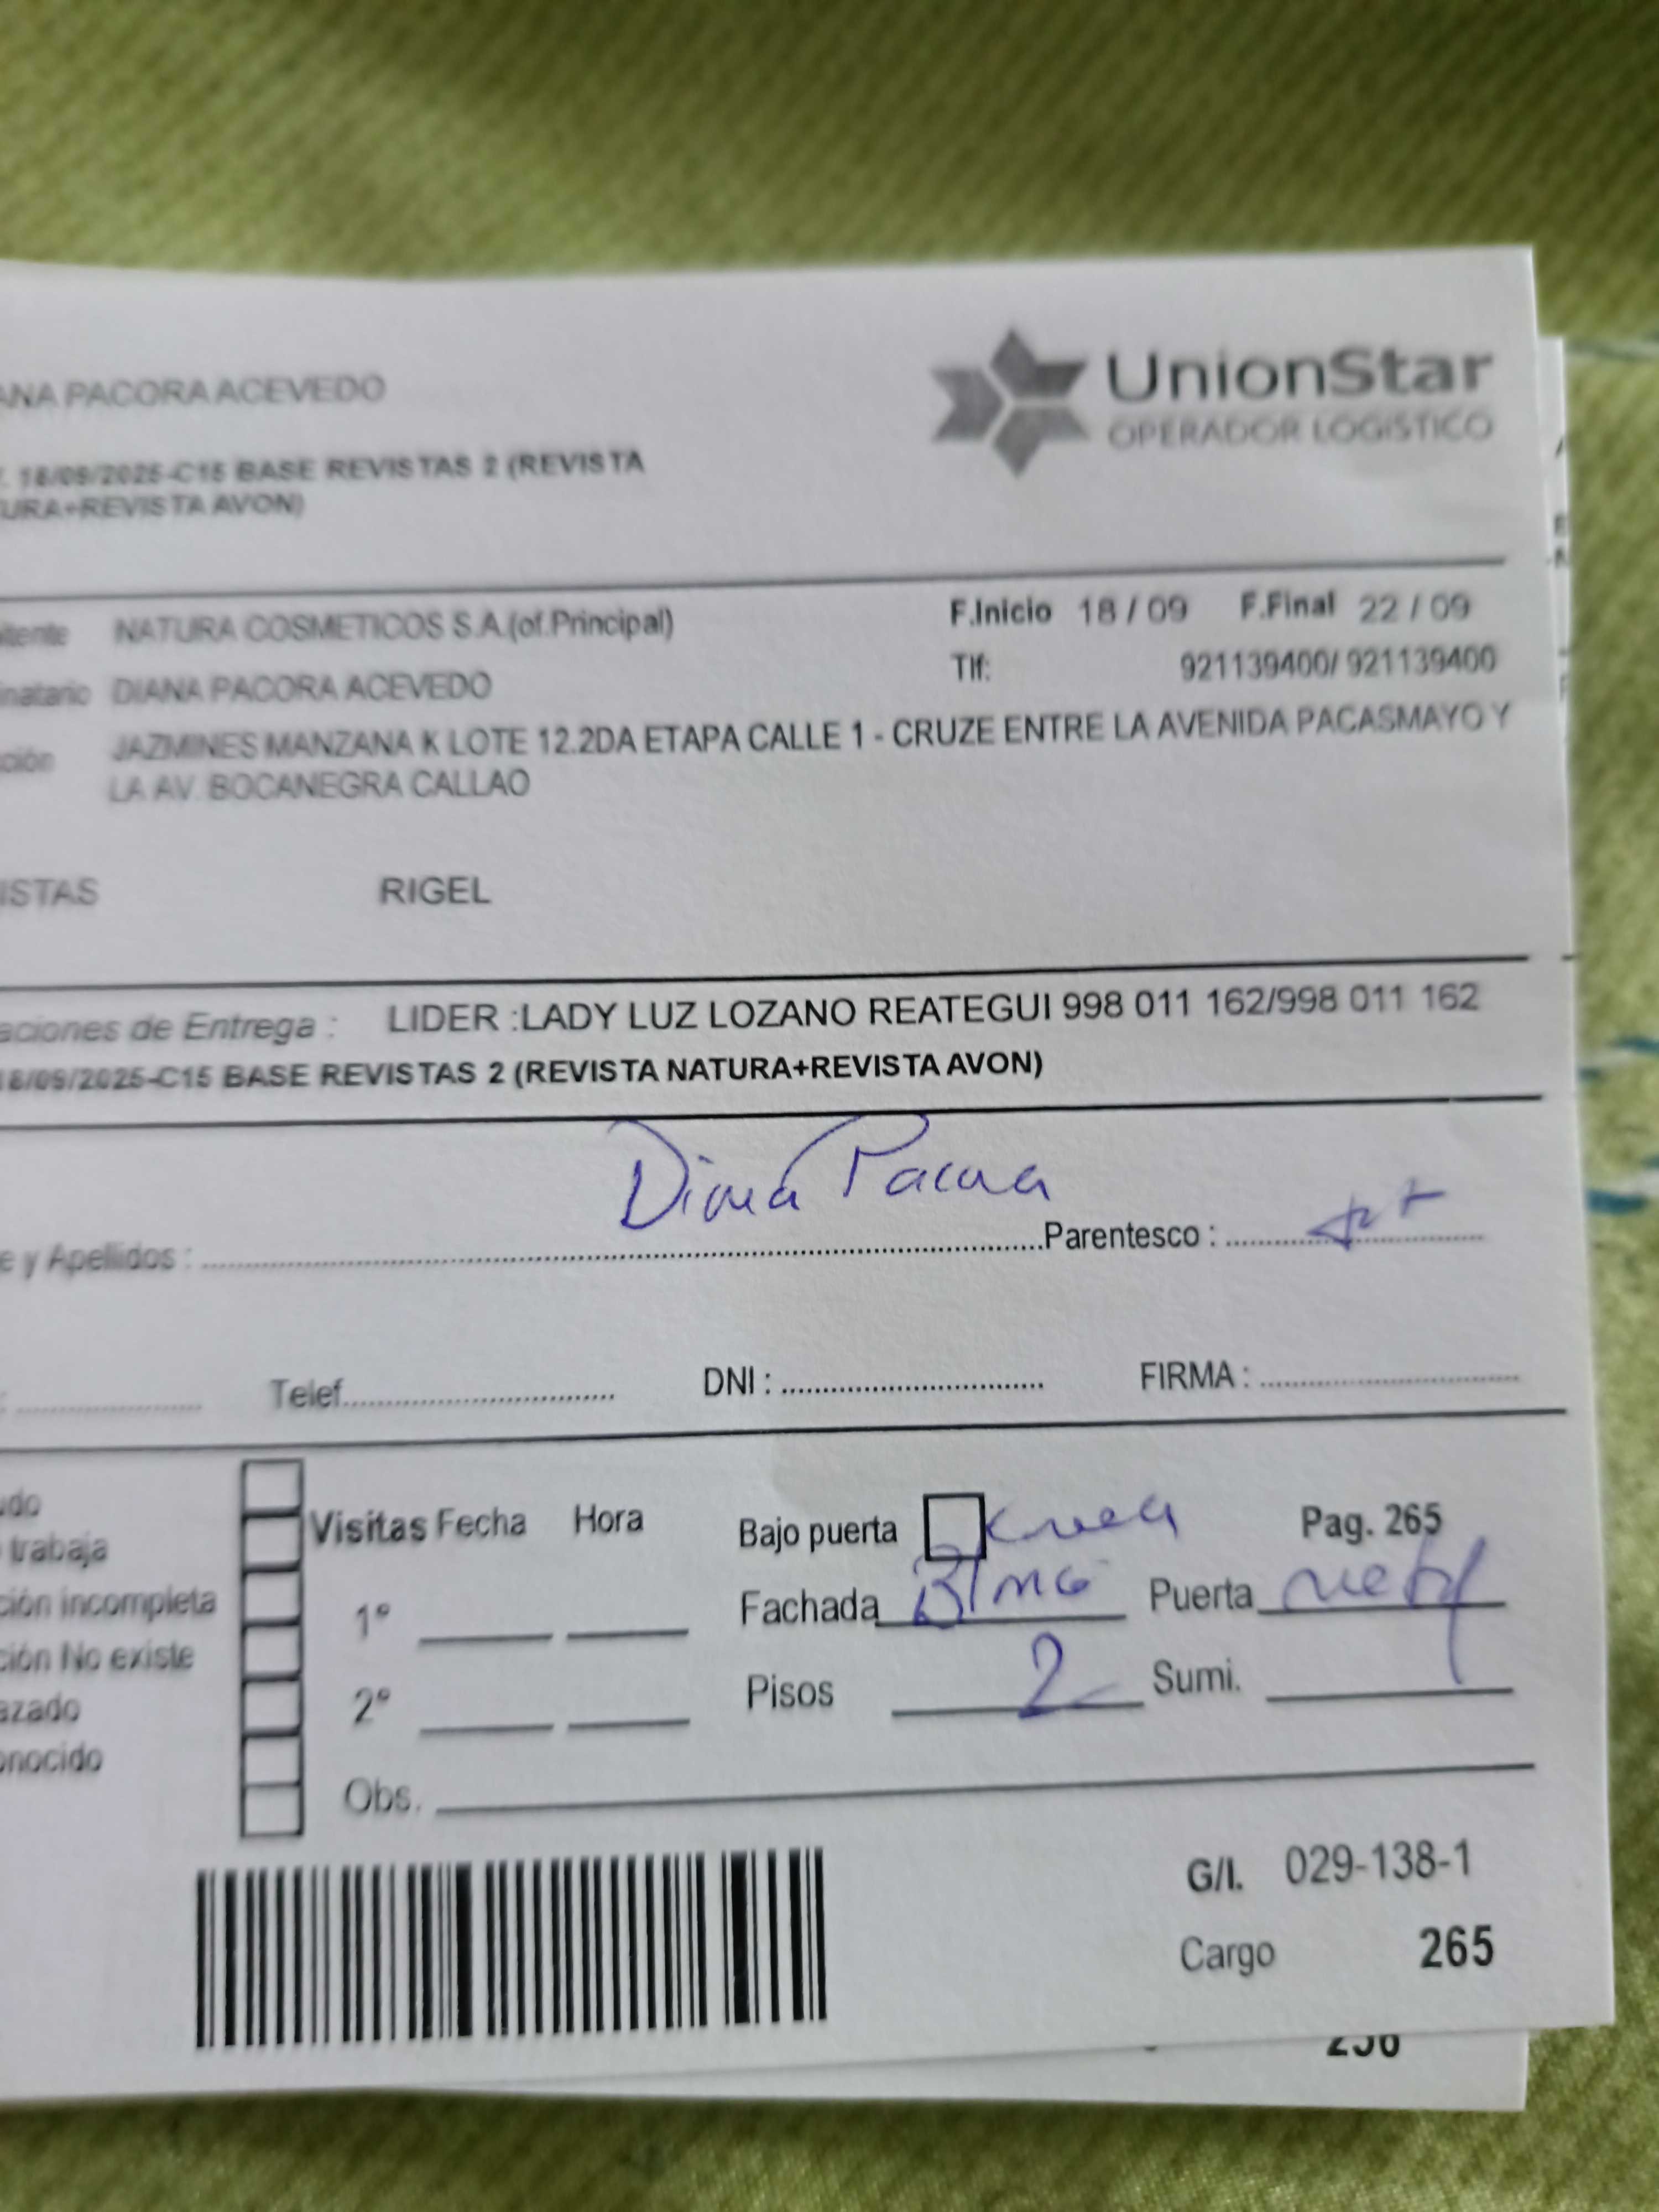 ANA PACORA ACEVEDO
UnionStar
OPERADOR LOGISTICO
. 18/09/2025-C15 BASE REVISTAS 2 (REVISTA
URA+REVISTA AVON)
itente NATURA COSMETICOS S.A.(of.Principal) F.Inicio 18 / 09 F.Final 22 / 09
inatario DIANA PACORA ACEVEDO Tlf: 921139400/ 921139400
ción JAZMINES MANZANA K LOTE 12.2DA ETAPA CALLE 1 - CRUZE ENTRE LA AVENIDA PACASMAYO Y
LA AV. BOCANEGRA CALLAO
ISTAS RIGEL
aciones de Entrega : LIDER :LADY LUZ LOZANO REATEGUI 998 011 162/998 011 162
18/09/2025-C15 BASE REVISTAS 2 (REVISTA NATURA+REVISTA AVON)
Diana Pacora
e y Apellidos : Parentesco :
: Telef. DNI : FIRMA :
udo
Visitas Fecha Hora Bajo puerta Pag. 265
trabaja
ción incompleta 1° Fachada Puerta
ción No existe
azado 2° Pisos 2 Sumi.
onocido
Obs.
G/I. 029-138-1
Cargo 265